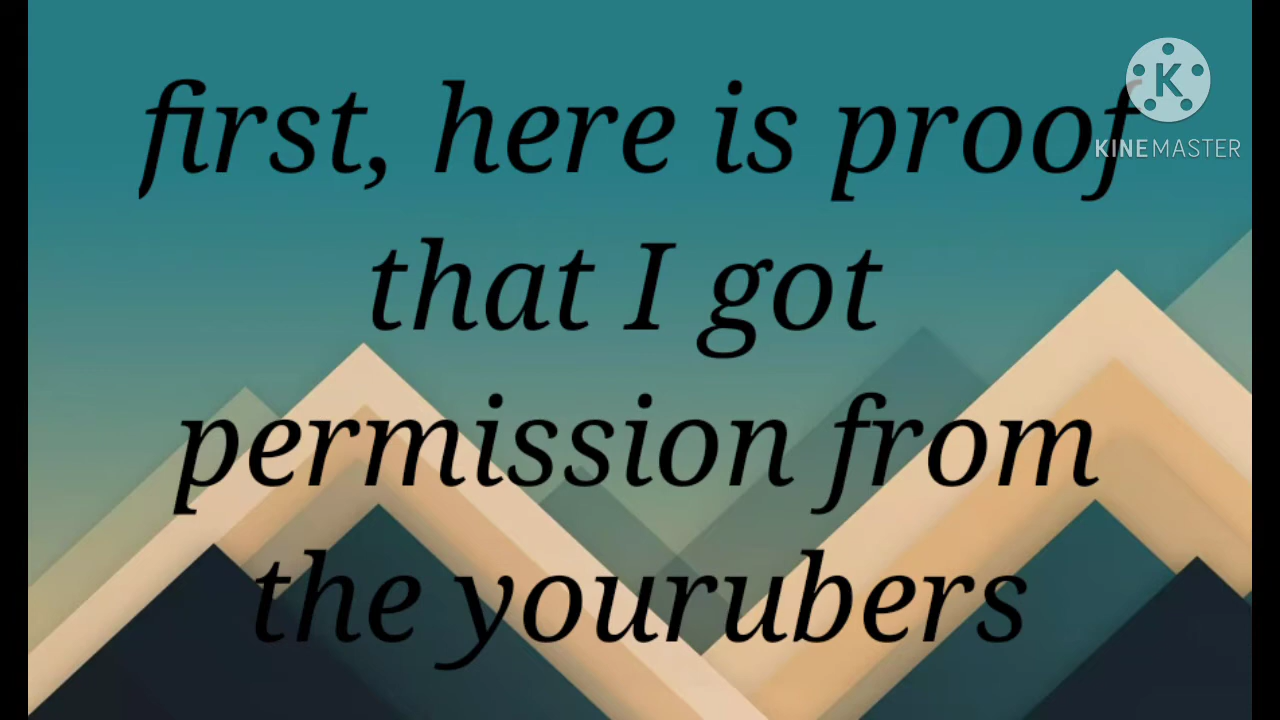 first, here is proof
K
KINEMASTER
that I got
permission from
the yourubers